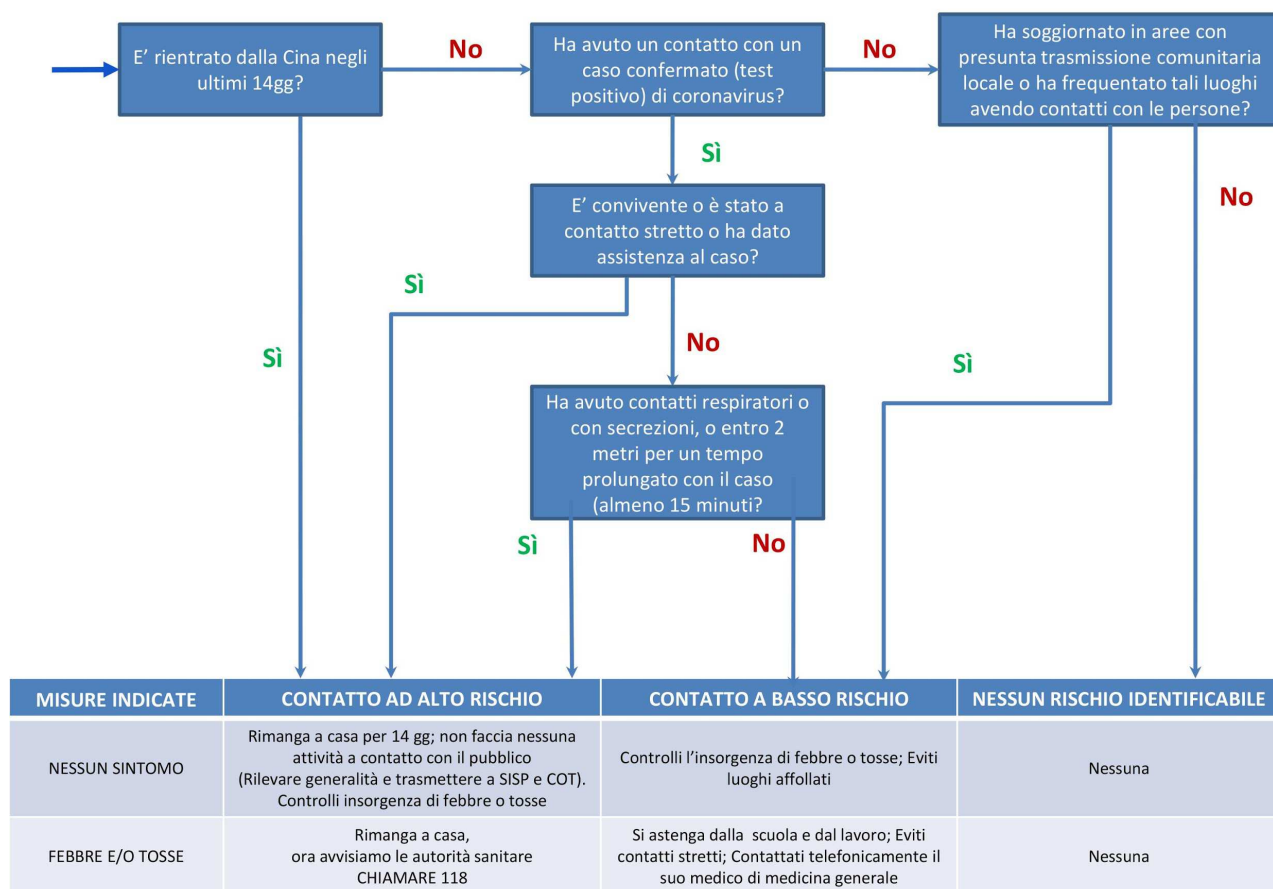 E’ rientrato dalla Cina negli
ultimi 14gg?
No
Ha avuto un contatto con un
caso confermato (test
positivo) di coronavirus?
No
Ha soggiornato in aree con
presunta trasmissione comunitaria
locale o ha frequentato tali luoghi
avendo contatti con le persone?
Sì
No
E’ convivente o è stato a
contatto stretto o ha dato
assistenza al caso?
Sì
No
Sì
Sì
Ha avuto contatti respiratori o
con secrezioni, o entro 2
metri per un tempo
prolungato con il caso
(almeno 15 minuti?
Sì
No
MISURE INDICATE
CONTATTO AD ALTO RISCHIO
CONTATTO A BASSO RISCHIO
NESSUN RISCHIO IDENTIFICABILE
NESSUN SINTOMO
Rimanga a casa per 14 gg; non faccia nessuna
attività a contatto con il pubblico
(Rilevare generalità e trasmettere a SISP e COT).
Controlli insorgenza di febbre o tosse
Controlli l’insorgenza di febbre o tosse; Eviti
luoghi affollati
Nessuna
FEBBRE E/O TOSSE
Rimanga a casa,
ora avvisiamo le autorità sanitare
CHIAMARE 118
Si astenga dalla scuola e dal lavoro; Eviti
contatti stretti; Contattati telefonicamente il
suo medico di medicina generale
Nessuna